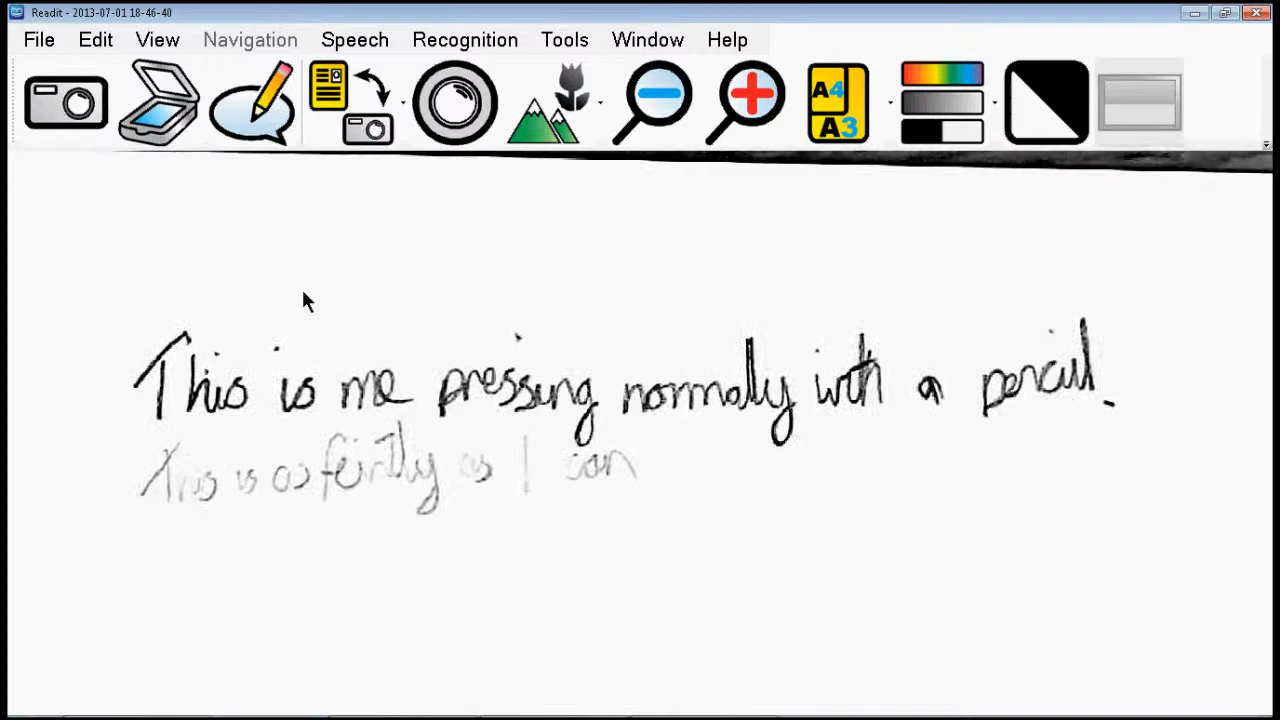 Readit - 2013-07-01 18-46-40
File Edit View Navigation Speech Recognition Tools Window Help
A4
A3
This is me pressing normally with a pencil.
This is as feintly as I can